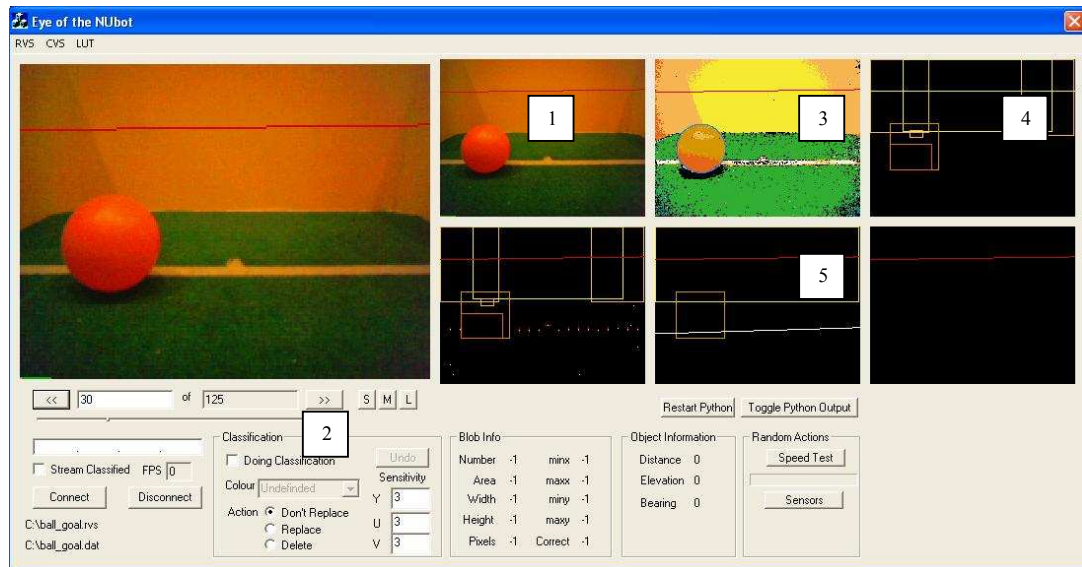 Eye of the NUbot
RVS CVS LUT
1
3
4
5
<< 30 of 125 >> S M L
Restart Python Toggle Python Output
2
. . .
Stream Classified FPS 0
Connect Disconnect
C:\ball_goal.rvs
C:\ball_goal.dat
Classification
Doing Classification Undo
Sensitivity
Colour Undefinded
Y 3
Action Don't Replace
U 3
Replace
V 3
Delete
Blob Info
Number -1 minx -1
Area -1 maxx -1
Width -1 miny -1
Height -1 maxy -1
Pixels -1 Correct -1
Object Information
Distance 0
Elevation 0
Bearing 0
Random Actions
Speed Test
Sensors